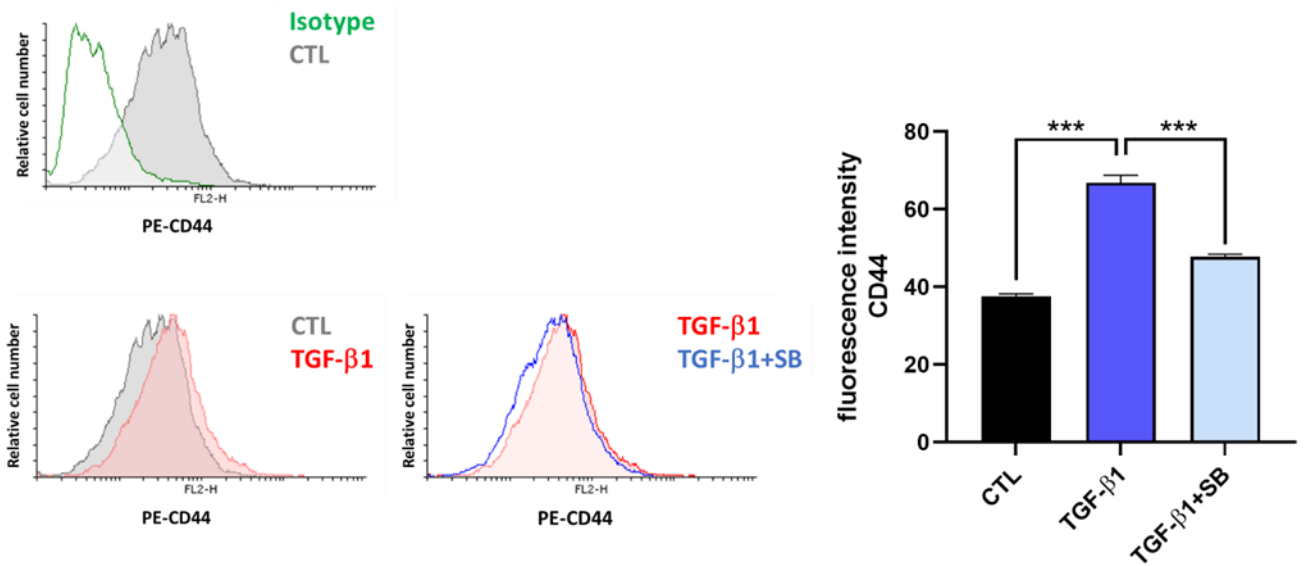 Isotype
CTL
Relative cell number
FL2-H
PE-CD44
CTL
TGF-β1
Relative cell number
FL2-H
PE-CD44
TGF-β1
TGF-β1+SB
Relative cell number
FL2-H
PE-CD44
fluorescence intensity
CD44
80
60
40
20
0
***
***
CTL
TGF-β1
TGF-β1+SB